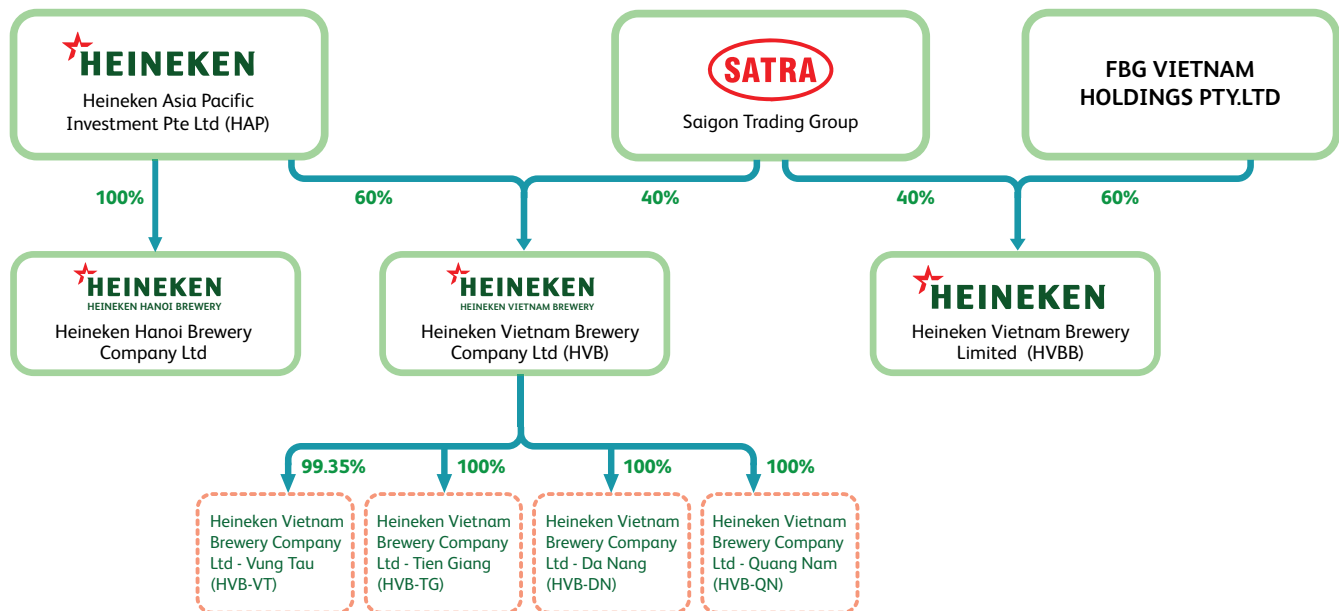 HEINEKEN
Heineken Asia Pacific
Investment Pte Ltd (HAP)
SATRA
Saigon Trading Group
FBG VIETNAM
HOLDINGS PTY.LTD
100%
60%
40%
40%
60%
HEINEKEN
HEINEKEN HANOI BREWERY
Heineken Hanoi Brewery
Company Ltd
HEINEKEN
HEINEKEN VIETNAM BREWERY
Heineken Vietnam Brewery
Company Ltd (HVB)
HEINEKEN
Heineken Vietnam Brewery
Limited (HVBB)
99.35%
100%
100%
100%
Heineken Vietnam
Brewery Company
Ltd - Vung Tau
(HVB-VT)
Heineken Vietnam
Brewery Company
Ltd - Tien Giang
(HVB-TG)
Heineken Vietnam
Brewery Company
Ltd - Da Nang
(HVB-DN)
Heineken Vietnam
Brewery Company
Ltd - Quang Nam
(HVB-QN)